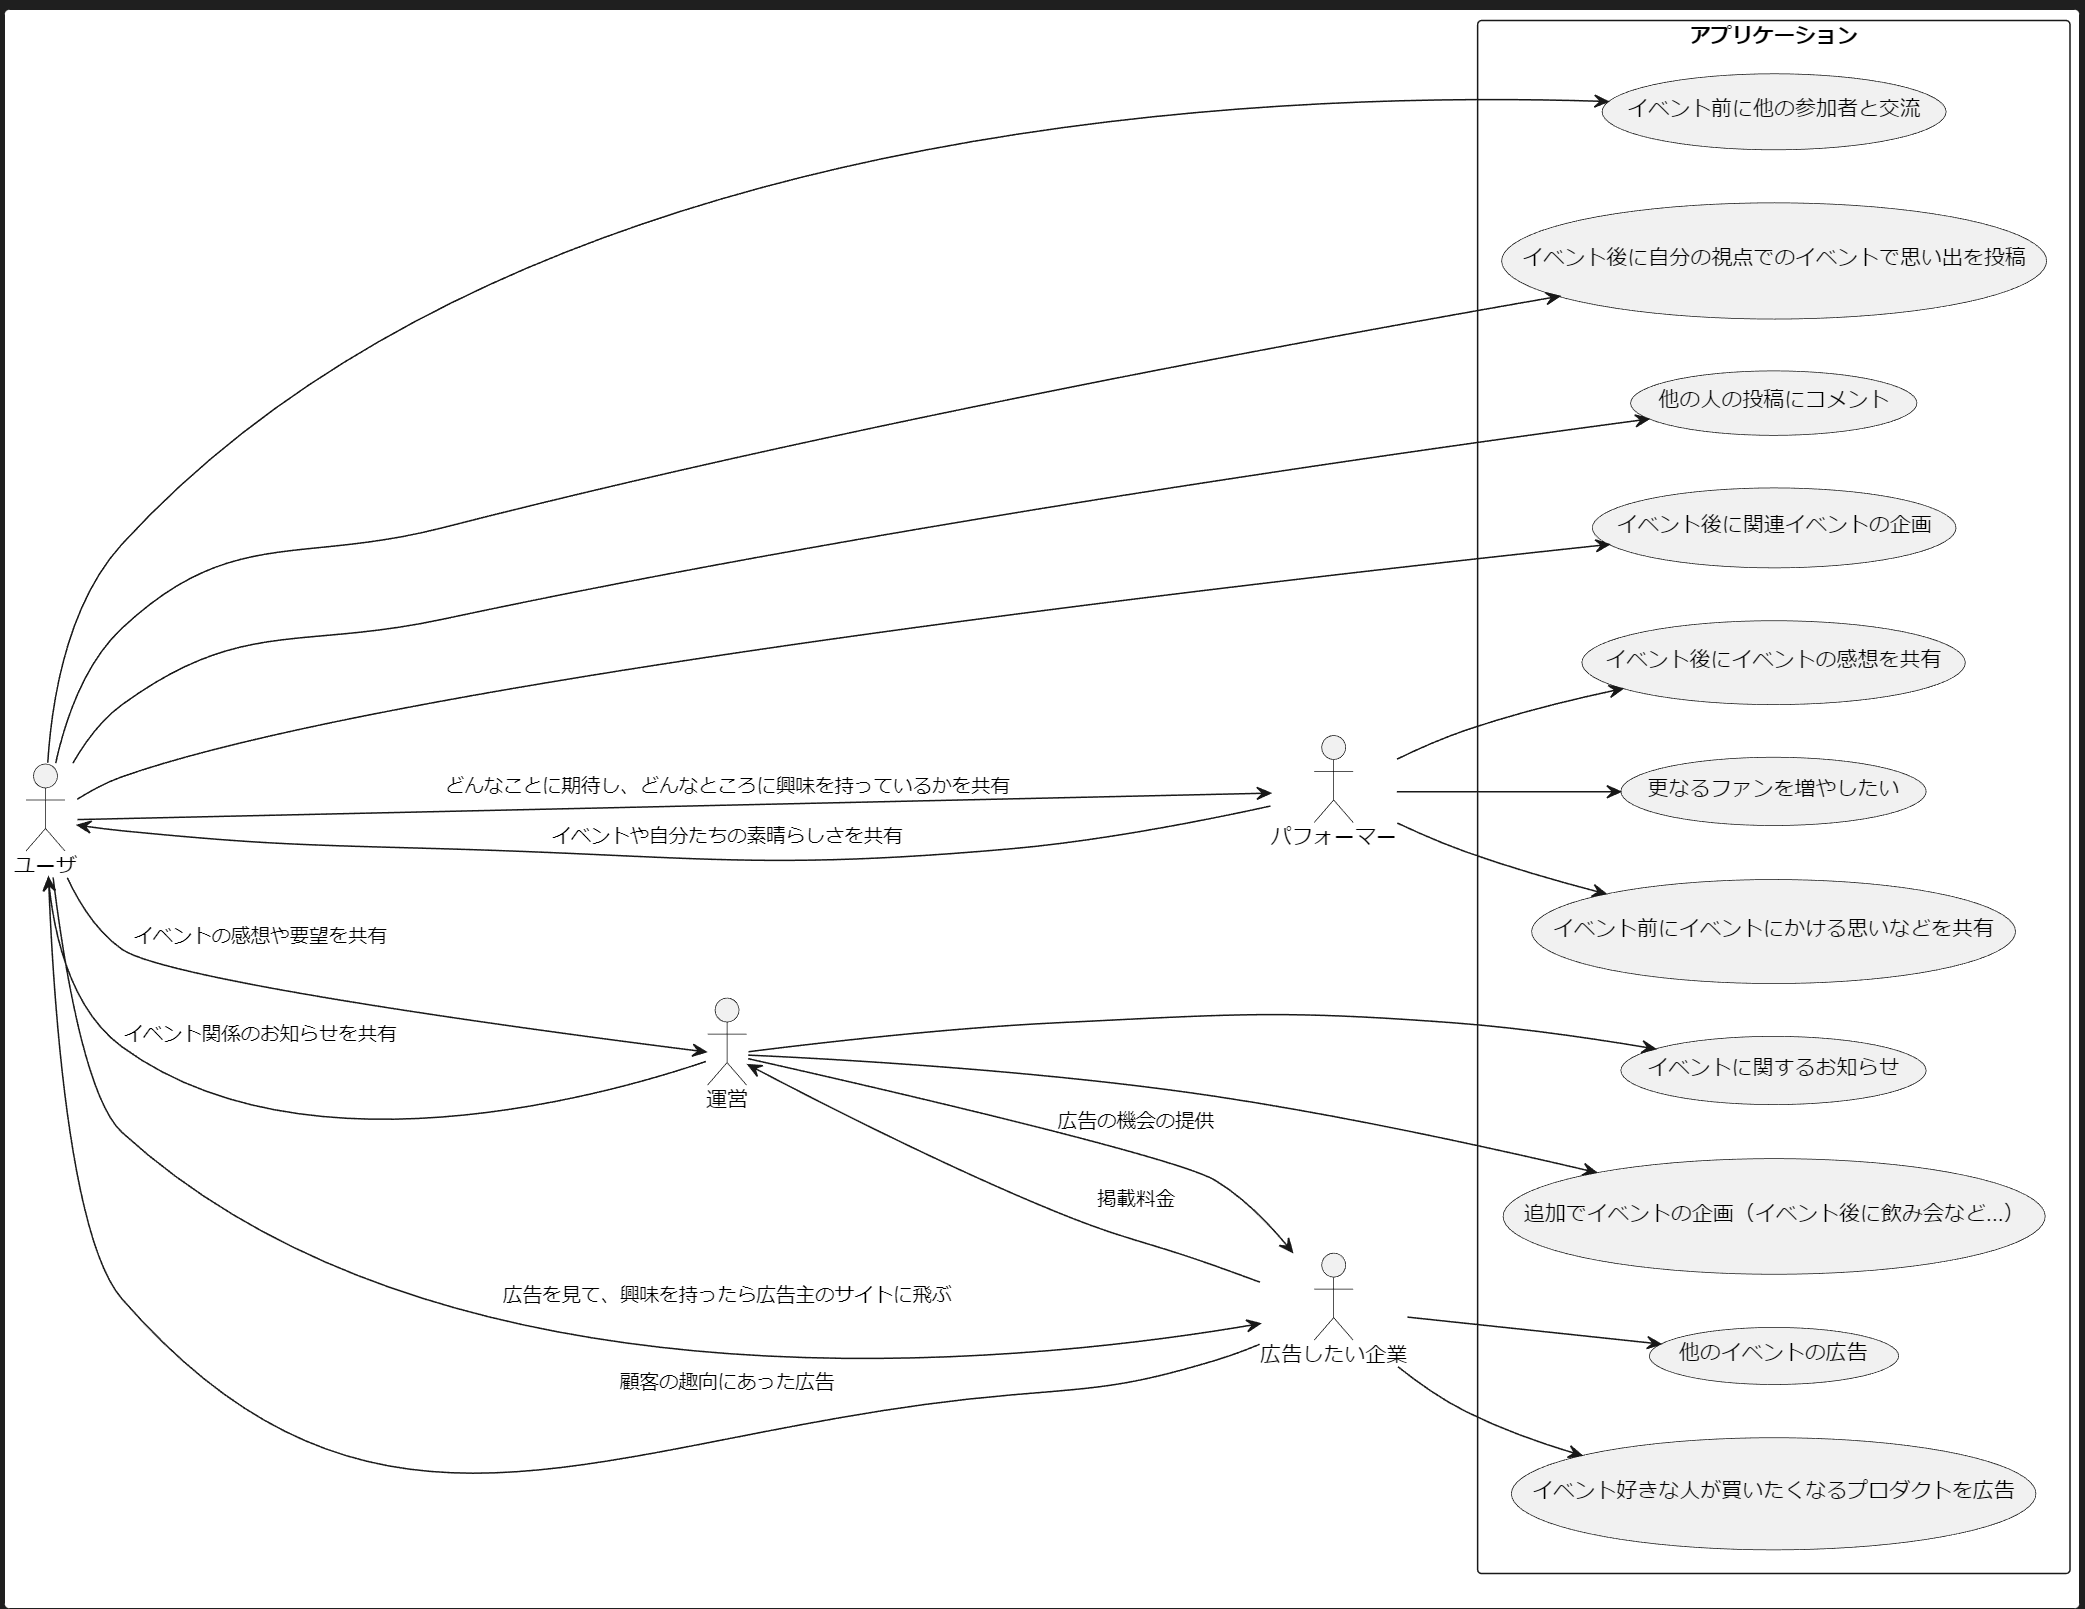 アプリケーション
イベント前に他の参加者と交流
イベント後に自分の視点でのイベントで思い出を投稿
他の人の投稿にコメント
イベント後に関連イベントの企画
イベント後にイベントの感想を共有
どんなことに期待し、どんなところに興味を持っているかを共有
更なるファンを増やしたい
イベントや自分たちの素晴らしさを共有
パフォーマー
ユーザ
イベントの感想や要望を共有
イベント前にイベントにかける思いなどを共有
イベント関係のお知らせを共有
イベントに関するお知らせ
運営
広告の機会の提供
掲載料金
追加でイベントの企画（イベント後に飲み会など...）
広告を見て、興味を持ったら広告主のサイトに飛ぶ
広告したい企業
他のイベントの広告
顧客の趣向にあった広告
イベント好きな人が買いたくなるプロダクトを広告